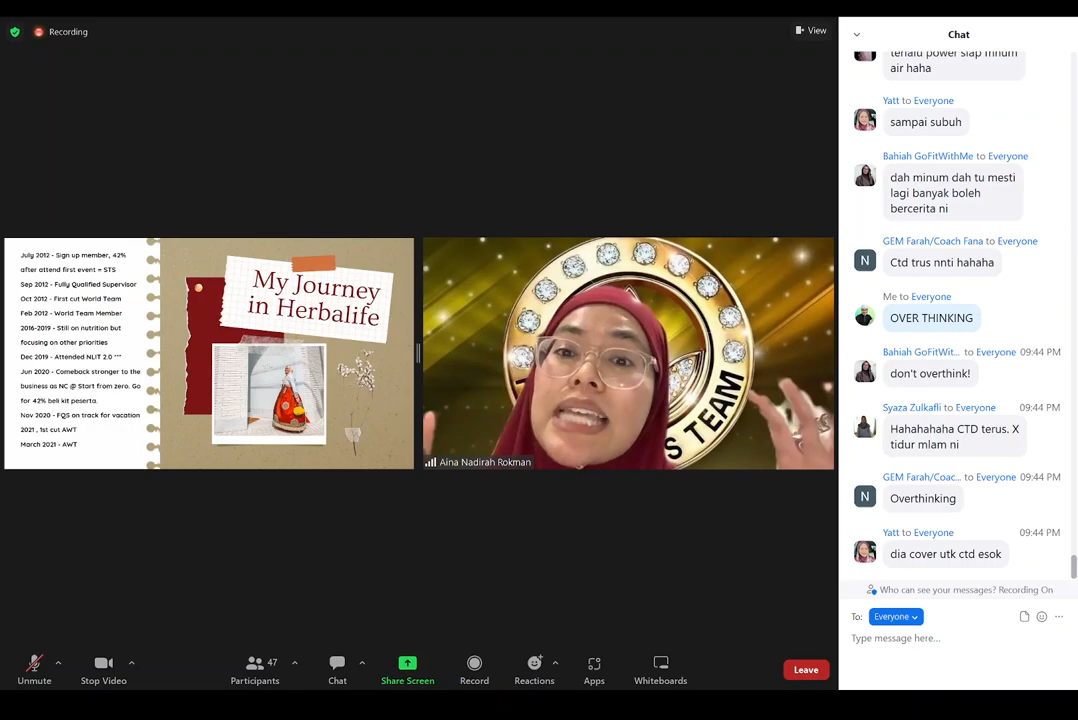 Recording
View
July 2012 - Sign up member, 42%
after attend first event = STS
Sep 2012 - Fully Qualified Supervisor
Oct 2012 - First cut World Team
Feb 2012 - World Team Member
2016-2019 - Still on nutrition but
focusing on other priorities
Dec 2019 - Attended NLIT 2.0 ***
Jun 2020 - Comeback stronger to the
business as NC @ Start from zero. Go
for 42% beli kit peserta.
Nov 2020 - FQS on track for vacation
2021 , 1st cut AWT
March 2021 - AWT
My Journey
in Herbalife
S TEAM
Aina Nadirah Rokman
Chat
terlalu power siap minum
air haha
Yatt to Everyone
sampai subuh
Bahiah GoFitWithMe to Everyone
dah minum dah tu mesti
lagi banyak boleh
bercerita ni
GEM Farah/Coach Fana to Everyone
N
Ctd trus nnti hahaha
Me to Everyone
OVER THINKING
Bahiah GoFitWit... to Everyone 09:44 PM
don't overthink!
Syaza Zulkafli to Everyone 09:44 PM
Hahahahaha CTD terus. X
tidur mlam ni
GEM Farah/Coac... to Everyone 09:44 PM
N
Overthinking
Yatt to Everyone 09:44 PM
dia cover utk ctd esok
Who can see your messages? Recording On
To: Everyone
Type message here...
Unmute
Stop Video
47
Participants
Chat
Share Screen
Record
Reactions
Apps
Whiteboards
Leave